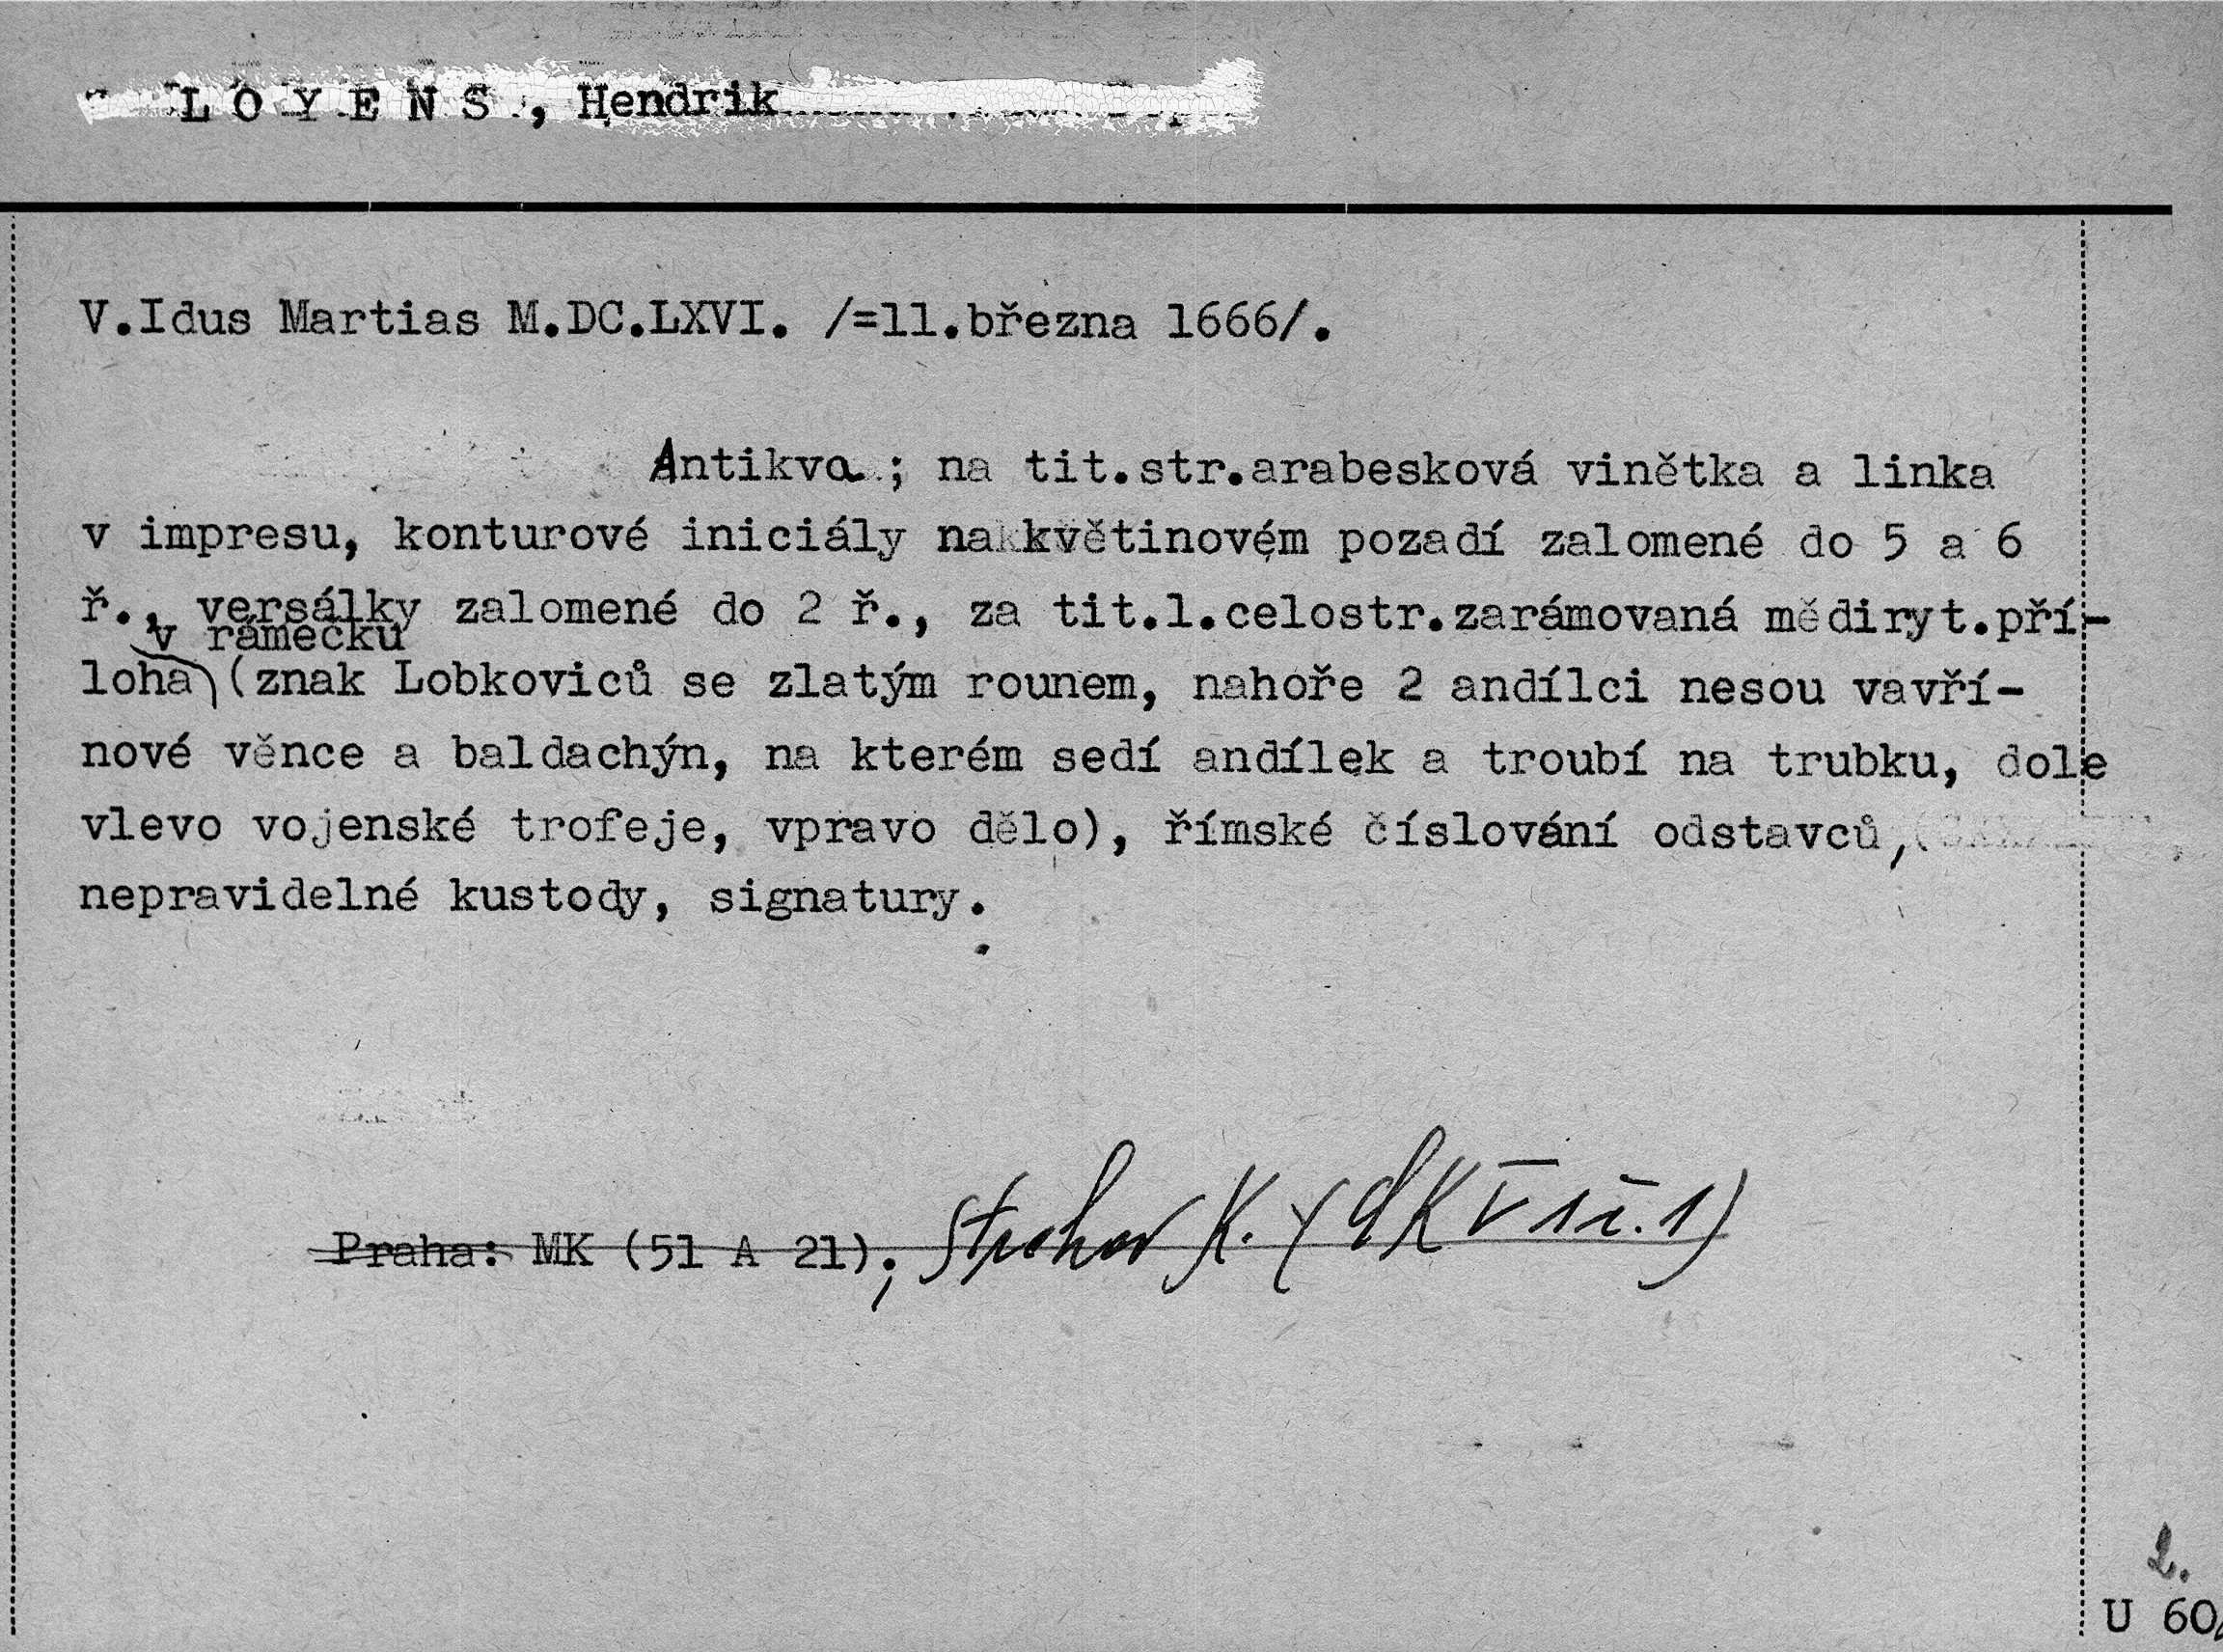 L O Y E N S , Hendrik
V.Idus Martias M.DC.LXVI. /=11.března 1666/.
Antikva ; na tit.str.arabesková vinětka a linka
v impresu, konturové iniciály na květinovém pozadí zalomené do 5 a 6
ř., versálky zalomené do 2 ř., za tit.l.celostr.zarámovaná mědiryt.pří-
v rámečku
loha (znak Lobkoviců se zlatým rounem, nahoře 2 andílci nesou vavří-
nové věnce a baldachýn, na kterém sedí andílek a troubí na trubku, dole
vlevo vojenské trofeje, vpravo dělo), římské číslování odstavců,
nepravidelné kustody, signatury.
Praha: MK (51 A 21); Strahov K. ( V 1 č. 1)
2.
U 60